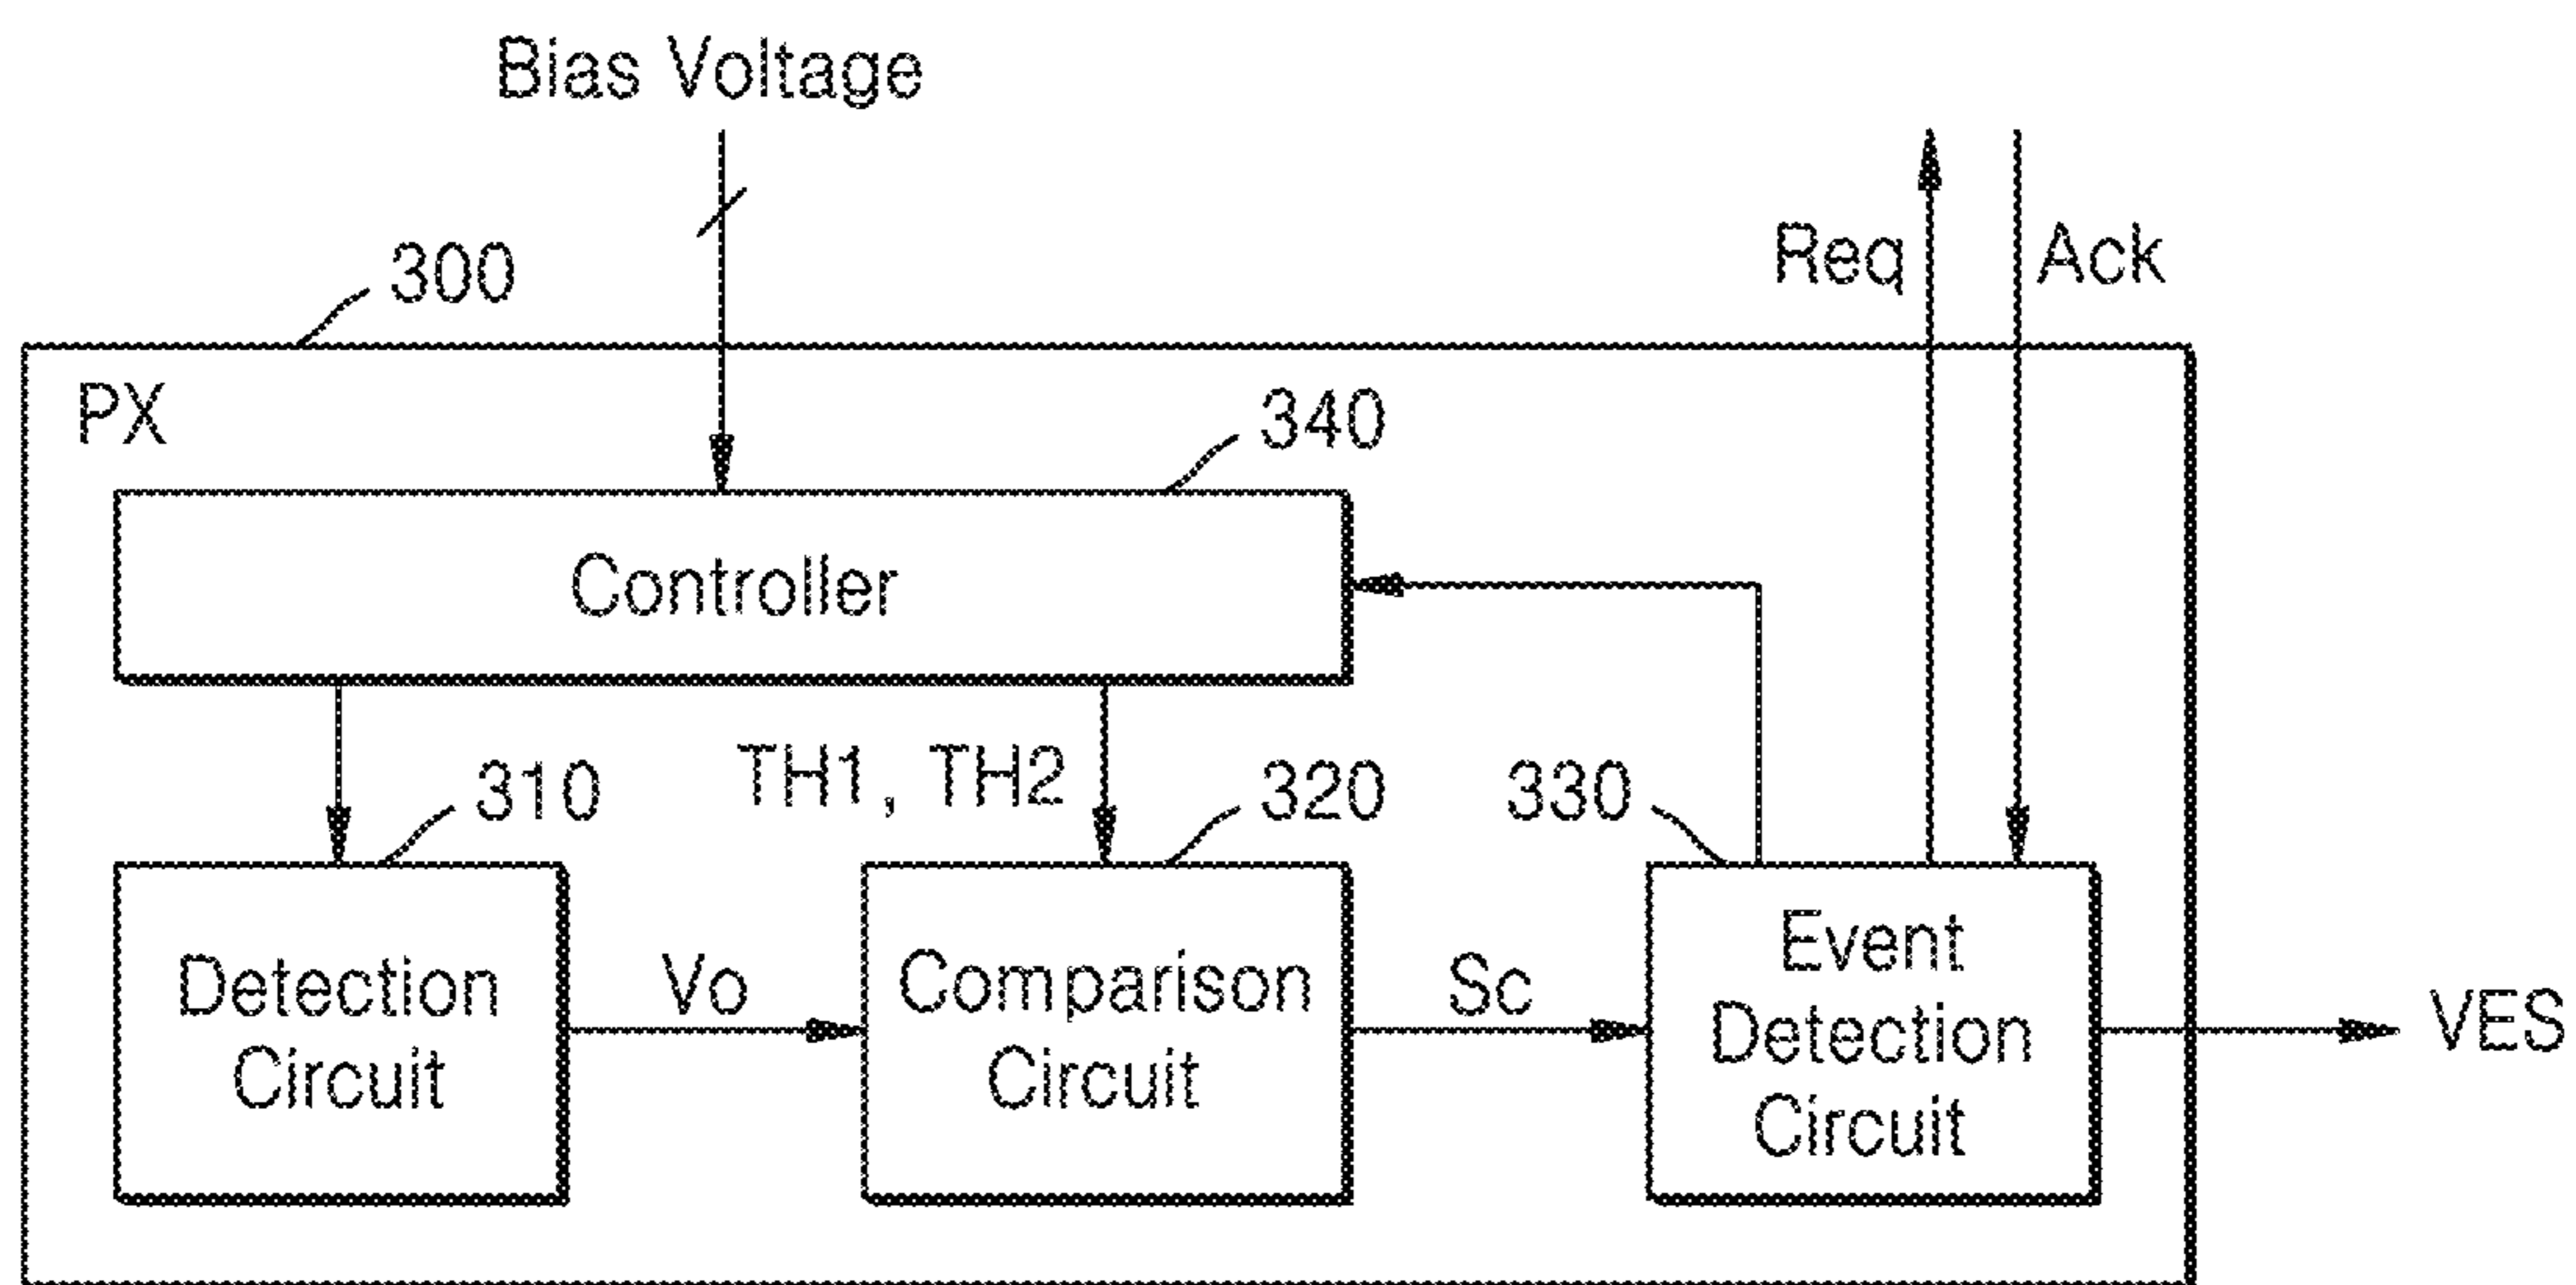 Bias Voltage
300
Req
Ack
PX
340
Controller
TH1, TH2
310
320
330
Detection
Circuit
Vo
Comparison
Circuit
Sc
Event
Detection
Circuit
VES